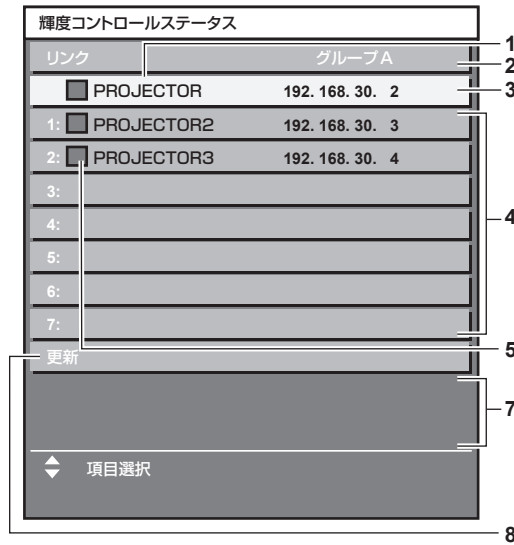 輝度コントロールステータス
1
リンク グループA
2
PROJECTOR 192. 168. 30. 2
3
1: PROJECTOR2 192. 168. 30. 3
2: PROJECTOR3 192. 168. 30. 4
3:
4
4:
5:
6:
7:
更新
5
7
項目選択
8